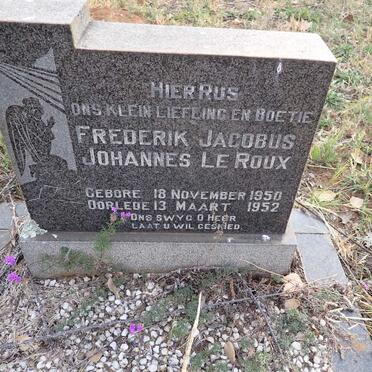 HIER RUS
ONS KLEIN LIEFLING EN BOETIE
FREDERIK JACOBUS
JOHANNES LE ROUX
GEBORE 18 NOVEMBER 1950
OORLEDE 13 MAART 1952
ONS SWYG O HEER
LAAT U WIL GESKIED.